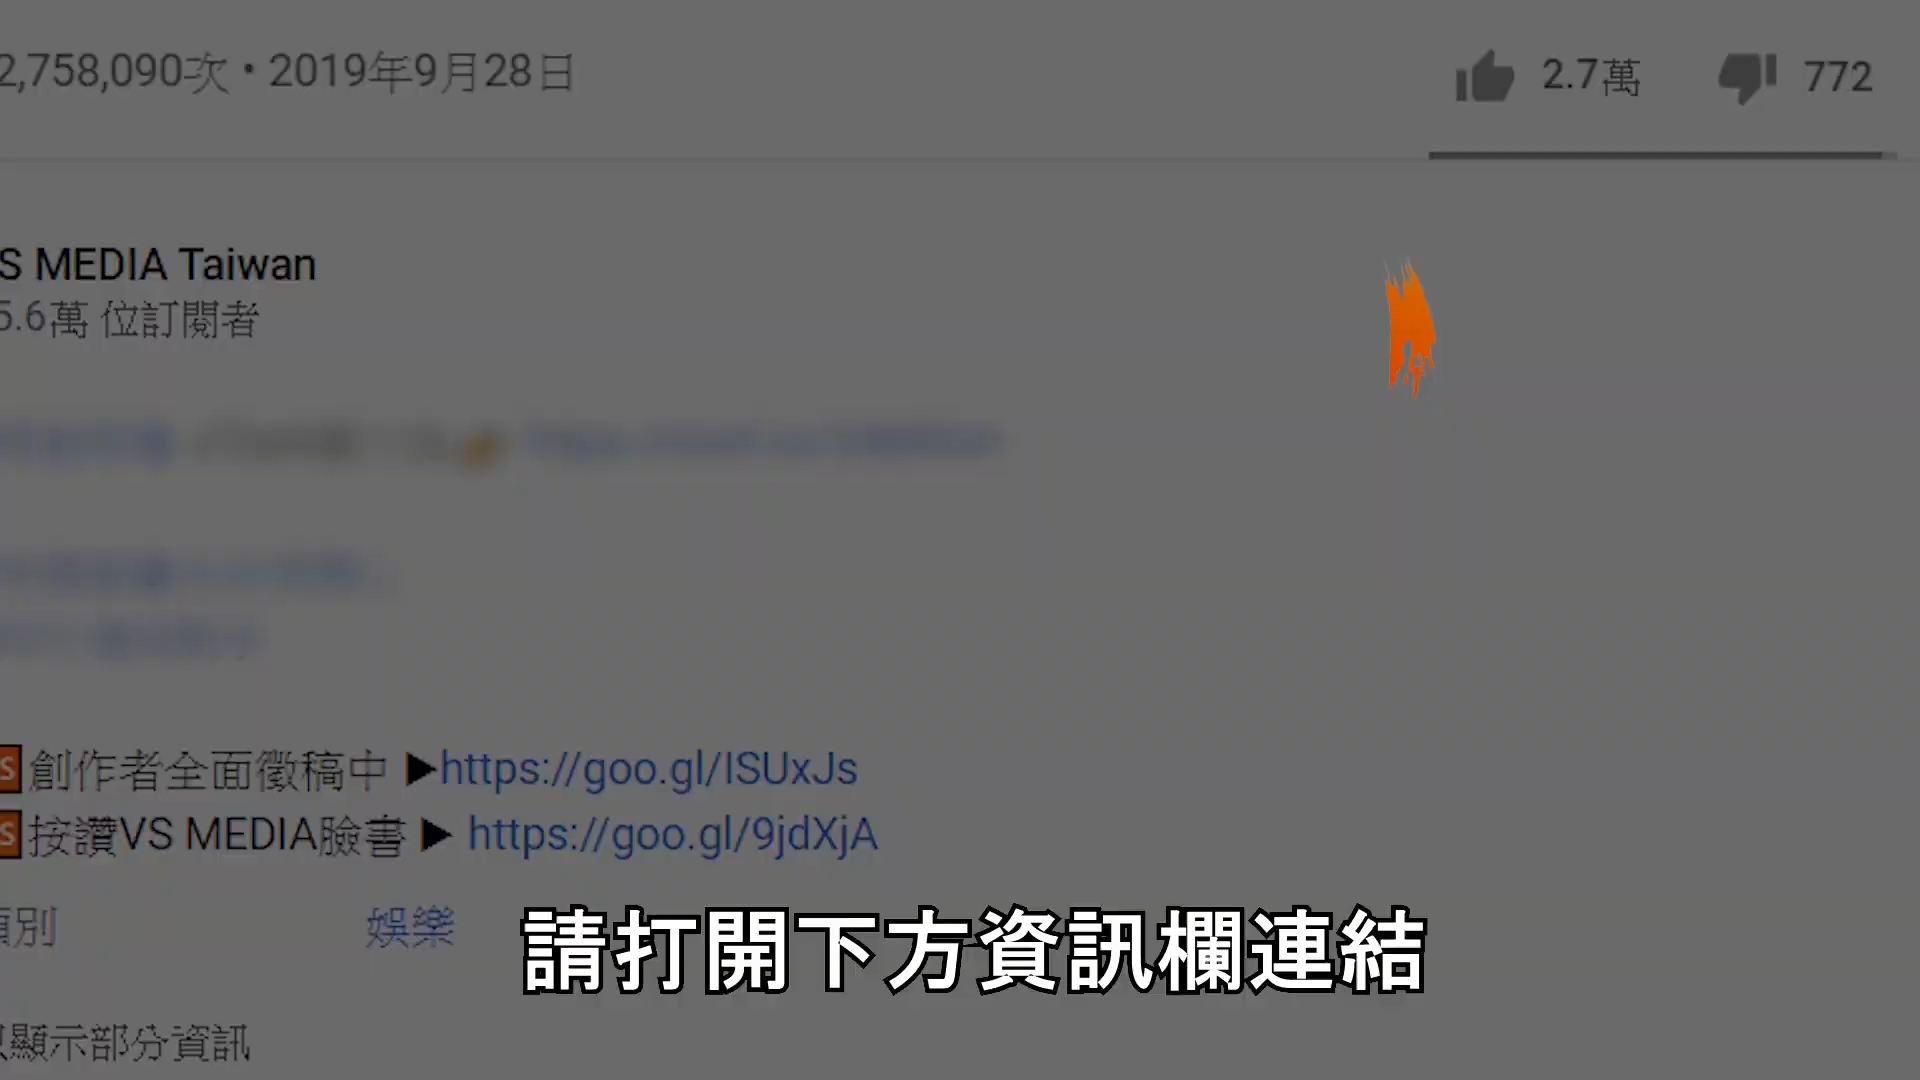 2,758,090次 • 2019年9月28日
2.7萬
772
S MEDIA Taiwan
5.6萬 位訂閱者
創作者全面徵稿中 ▶https://goo.gl/ISUxJs
按讚VS MEDIA臉書 ▶ https://goo.gl/9jdXjA
類別
娛樂
請打開下方資訊欄連結
只顯示部分資訊